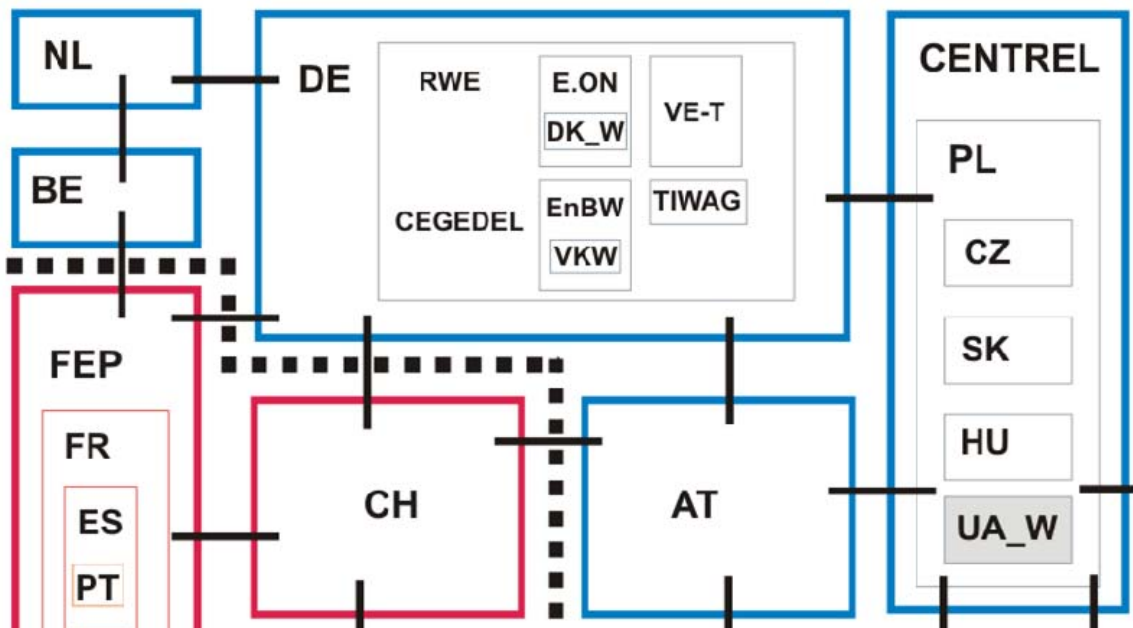 NL
DE
RWE
E.ON
DK_W
VE-T
CEGEDEL
EnBW
VKW
TIWAG
CENTREL
PL
CZ
SK
HU
UA_W
BE
FEP
FR
ES
PT
CH
AT